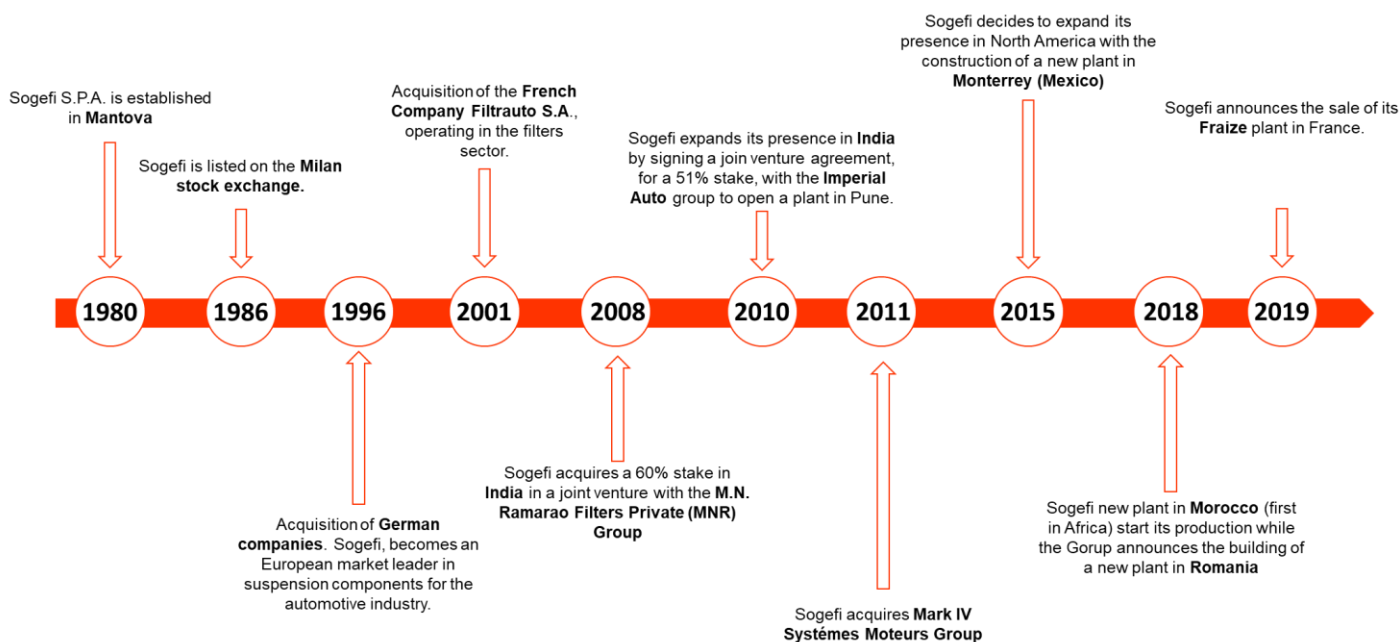 Sogefi S.P.A. is established
in Mantova
Sogefi is listed on the Milan
stock exchange.
Acquisition of the French
Company Filtrauto S.A.,
operating in the filters
sector.
Sogefi expands its presence in India
by signing a join venture agreement,
for a 51% stake, with the Imperial
Auto group to open a plant in Pune.
Sogefi decides to expand its
presence in North America with the
construction of a new plant in
Monterrey (Mexico)
Sogefi announces the sale of its
Fraize plant in France.
1980 1986 1996 2001 2008 2010 2011 2015 2018 2019
Acquisition of German
companies. Sogefi, becomes an
European market leader in
suspension components for the
automotive industry.
Sogefi acquires a 60% stake in
India in a joint venture with the M.N.
Ramarao Filters Private (MNR)
Group
Sogefi acquires Mark IV
Systémes Moteurs Group
Sogefi new plant in Morocco (first
in Africa) start its production while
the Gorup announces the building of
a new plant in Romania